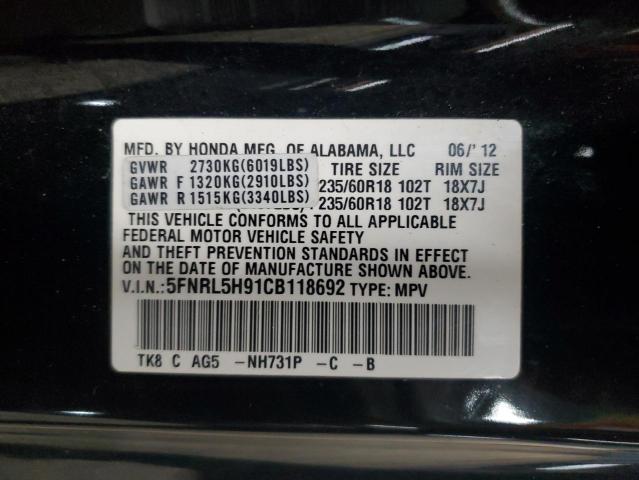 MFD. BY HONDA MFG. OF ALABAMA, LLC 06/' 12
GVWR 2730KG(6019LBS) TIRE SIZE RIM SIZE
GAWR F 1320KG(2910LBS) 235/60R18 102T 18X7J
GAWR R 1515KG(3340LBS) 235/60R18 102T 18X7J
THIS VEHICLE CONFORMS TO ALL APPLICABLE
FEDERAL MOTOR VEHICLE SAFETY
AND THEFT PREVENTION STANDARDS IN EFFECT
ON THE DATE OF MANUFACTURE SHOWN ABOVE.
V.I.N.:5FNRL5H91CB118692 TYPE: MPV
TK8 C AG5 -NH731P -C -B